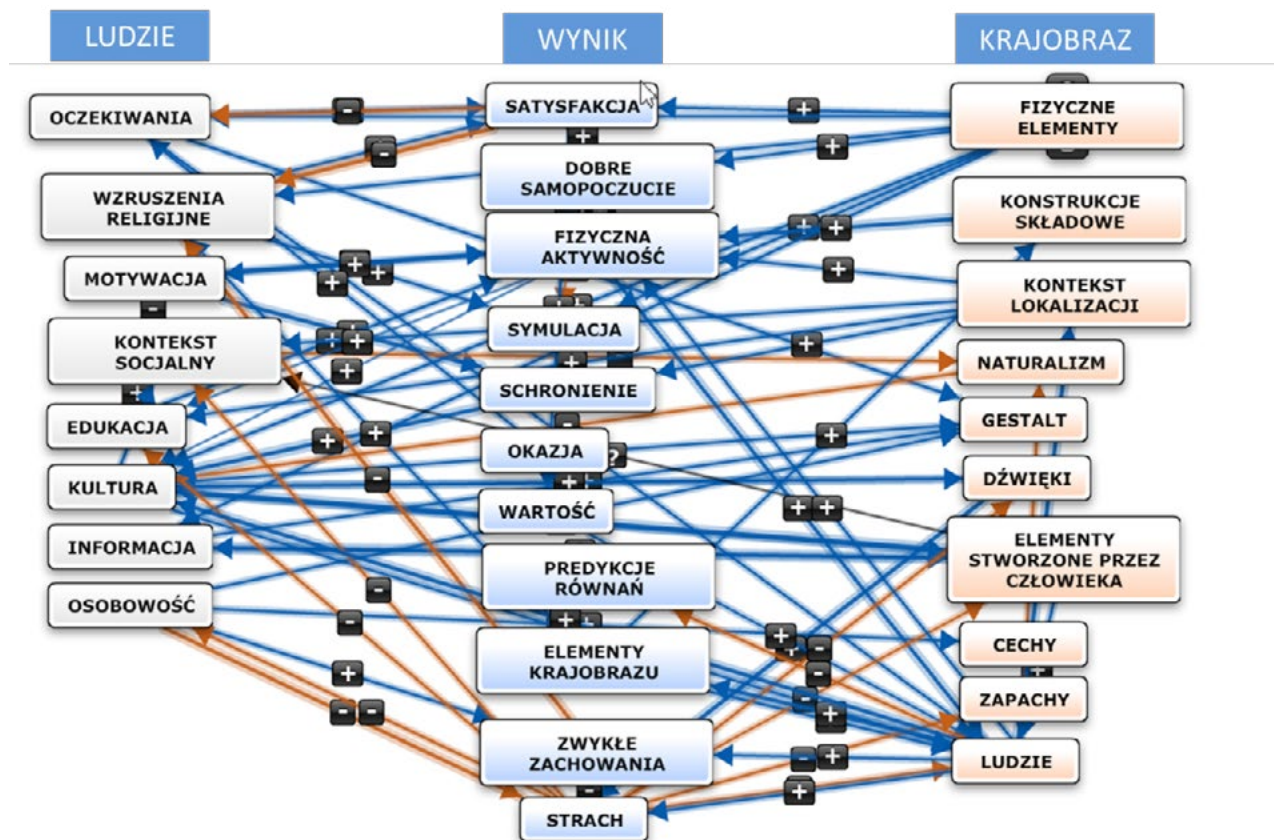 LUDZIE
WYNIK
KRAJOBRAZ
OCZEKIWANIA
WZRUSZENIA
RELIGIJNE
MOTYWACJA
KONTEKST
SOCJALNY
EDUKACJA
KULTURA
INFORMACJA
OSOBOWOŚĆ
SATYSFAKCJA
DOBRE
SAMOPOCZUCIE
FIZYCZNA
AKTYWNOŚĆ
SYMULACJA
SCHRONIENIE
OKAZJA
WARTOŚĆ
PREDYKCJE
RÓWNAŃ
ELEMENTY
KRAJOBRAZU
ZWYKŁE
ZACHOWANIA
STRACH
FIZYCZNE
ELEMENTY
KONSTRUKCJE
SKŁADOWE
KONTEKST
LOKALIZACJI
NATURALIZM
GESTALT
DŹWIĘKI
ELEMENTY
STWORZONE PRZEZ
CZŁOWIEKA
CECHY
ZAPACHY
LUDZIE